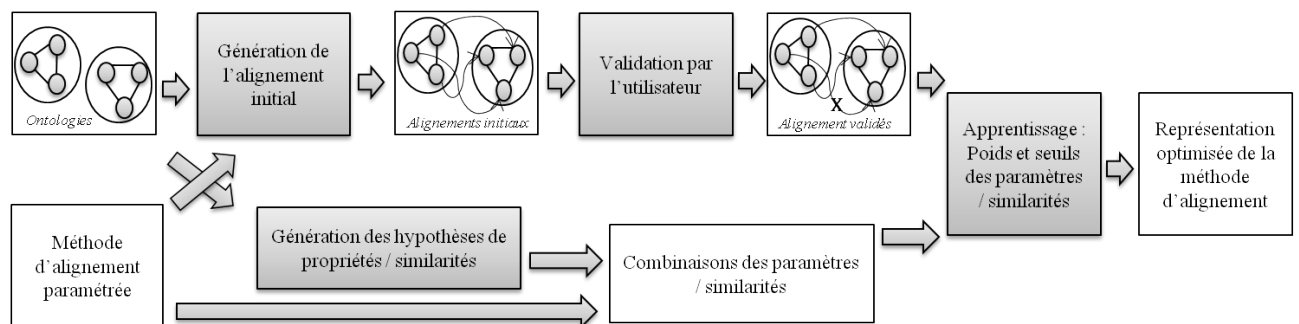 Ontologies
Génération de
l'alignement
initial
Alignements initiaux
Validation par
l'utilisateur
X
Alignement validés
Apprentissage :
Poids et seuils
des paramètres
/ similarités
Représentation
optimisée de la
méthode
d'alignement
Méthode
d'alignement
paramétrée
Génération des hypothèses de
propriétés / similarités
Combinaisons des paramètres
/ similarités